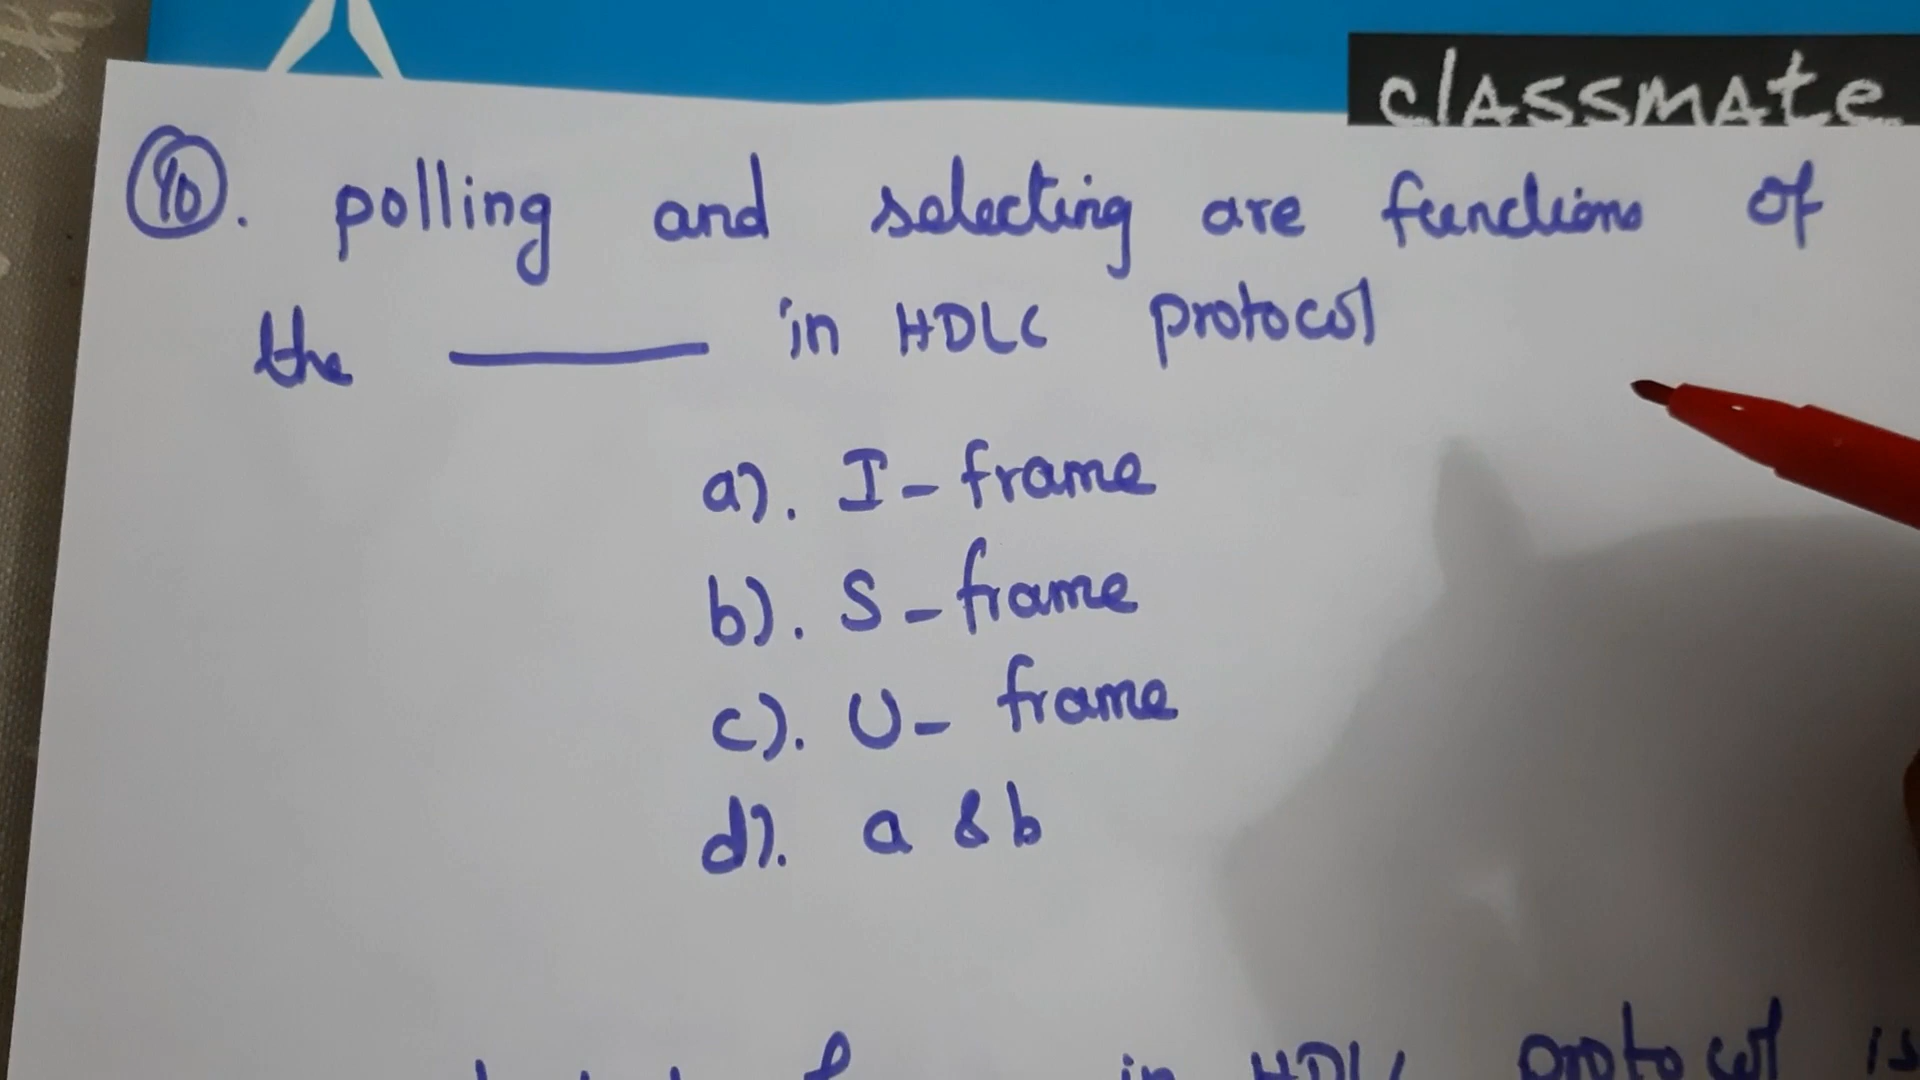 classmate
10. polling and selecting are functions of
the ______ in HDLC protocol
a). I - frame
b). S - frame
c). U - frame
d). a & b
in HDLC protocol is